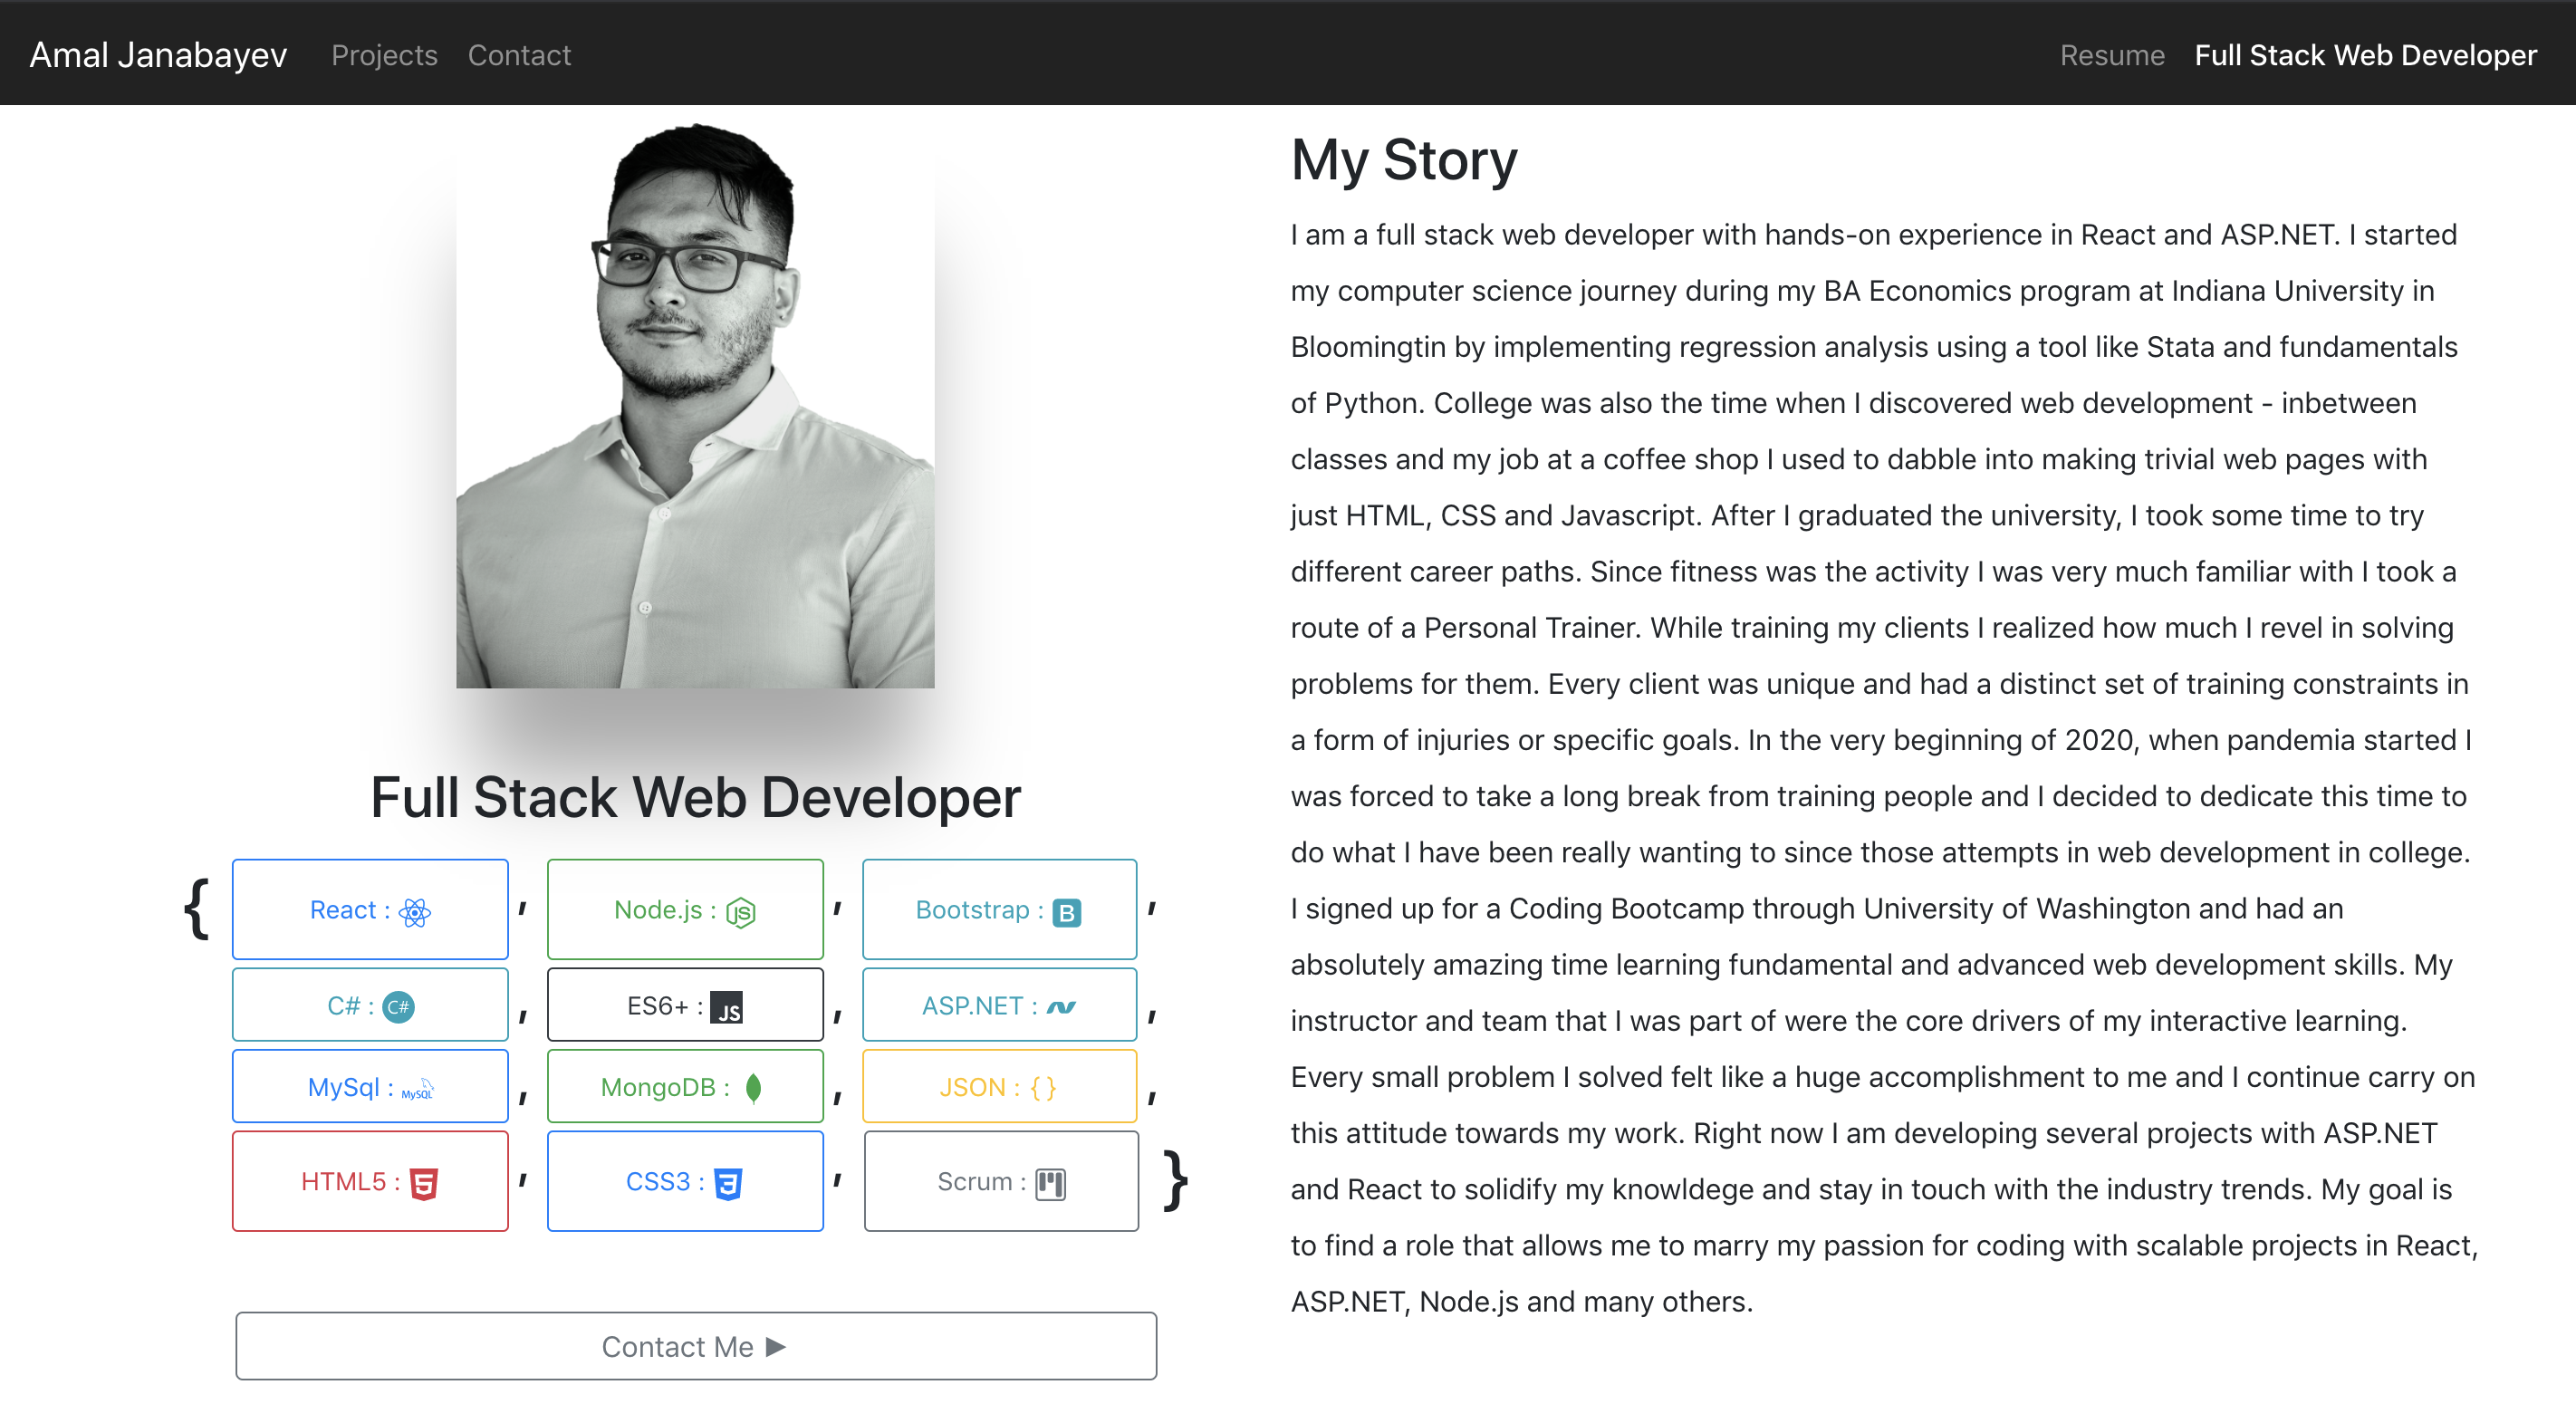 Amal Janabayev Projects Contact Resume Full Stack Web Developer
My Story
I am a full stack web developer with hands-on experience in React and ASP.NET. I started
my computer science journey during my BA Economics program at Indiana University in
Bloomingtin by implementing regression analysis using a tool like Stata and fundamentals
of Python. College was also the time when I discovered web development - inbetween
classes and my job at a coffee shop I used to dabble into making trivial web pages with
just HTML, CSS and Javascript. After I graduated the university, I took some time to try
different career paths. Since fitness was the activity I was very much familiar with I took a
route of a Personal Trainer. While training my clients I realized how much I revel in solving
problems for them. Every client was unique and had a distinct set of training constraints in
a form of injuries or specific goals. In the very beginning of 2020, when pandemia started I
was forced to take a long break from training people and I decided to dedicate this time to
do what I have been really wanting to since those attempts in web development in college.
I signed up for a Coding Bootcamp through University of Washington and had an
absolutely amazing time learning fundamental and advanced web development skills. My
instructor and team that I was part of were the core drivers of my interactive learning.
Every small problem I solved felt like a huge accomplishment to me and I continue carry on
this attitude towards my work. Right now I am developing several projects with ASP.NET
and React to solidify my knowldege and stay in touch with the industry trends. My goal is
to find a role that allows me to marry my passion for coding with scalable projects in React,
ASP.NET, Node.js and many others.
Full Stack Web Developer
{ React : , Node.js : JS , Bootstrap : B ,
C# : C# , ES6+ : JS , ASP.NET : ,
MySql : MySQL , MongoDB : , JSON : { } ,
HTML5 : 5 , CSS3 : 3 , Scrum : }
Contact Me ►